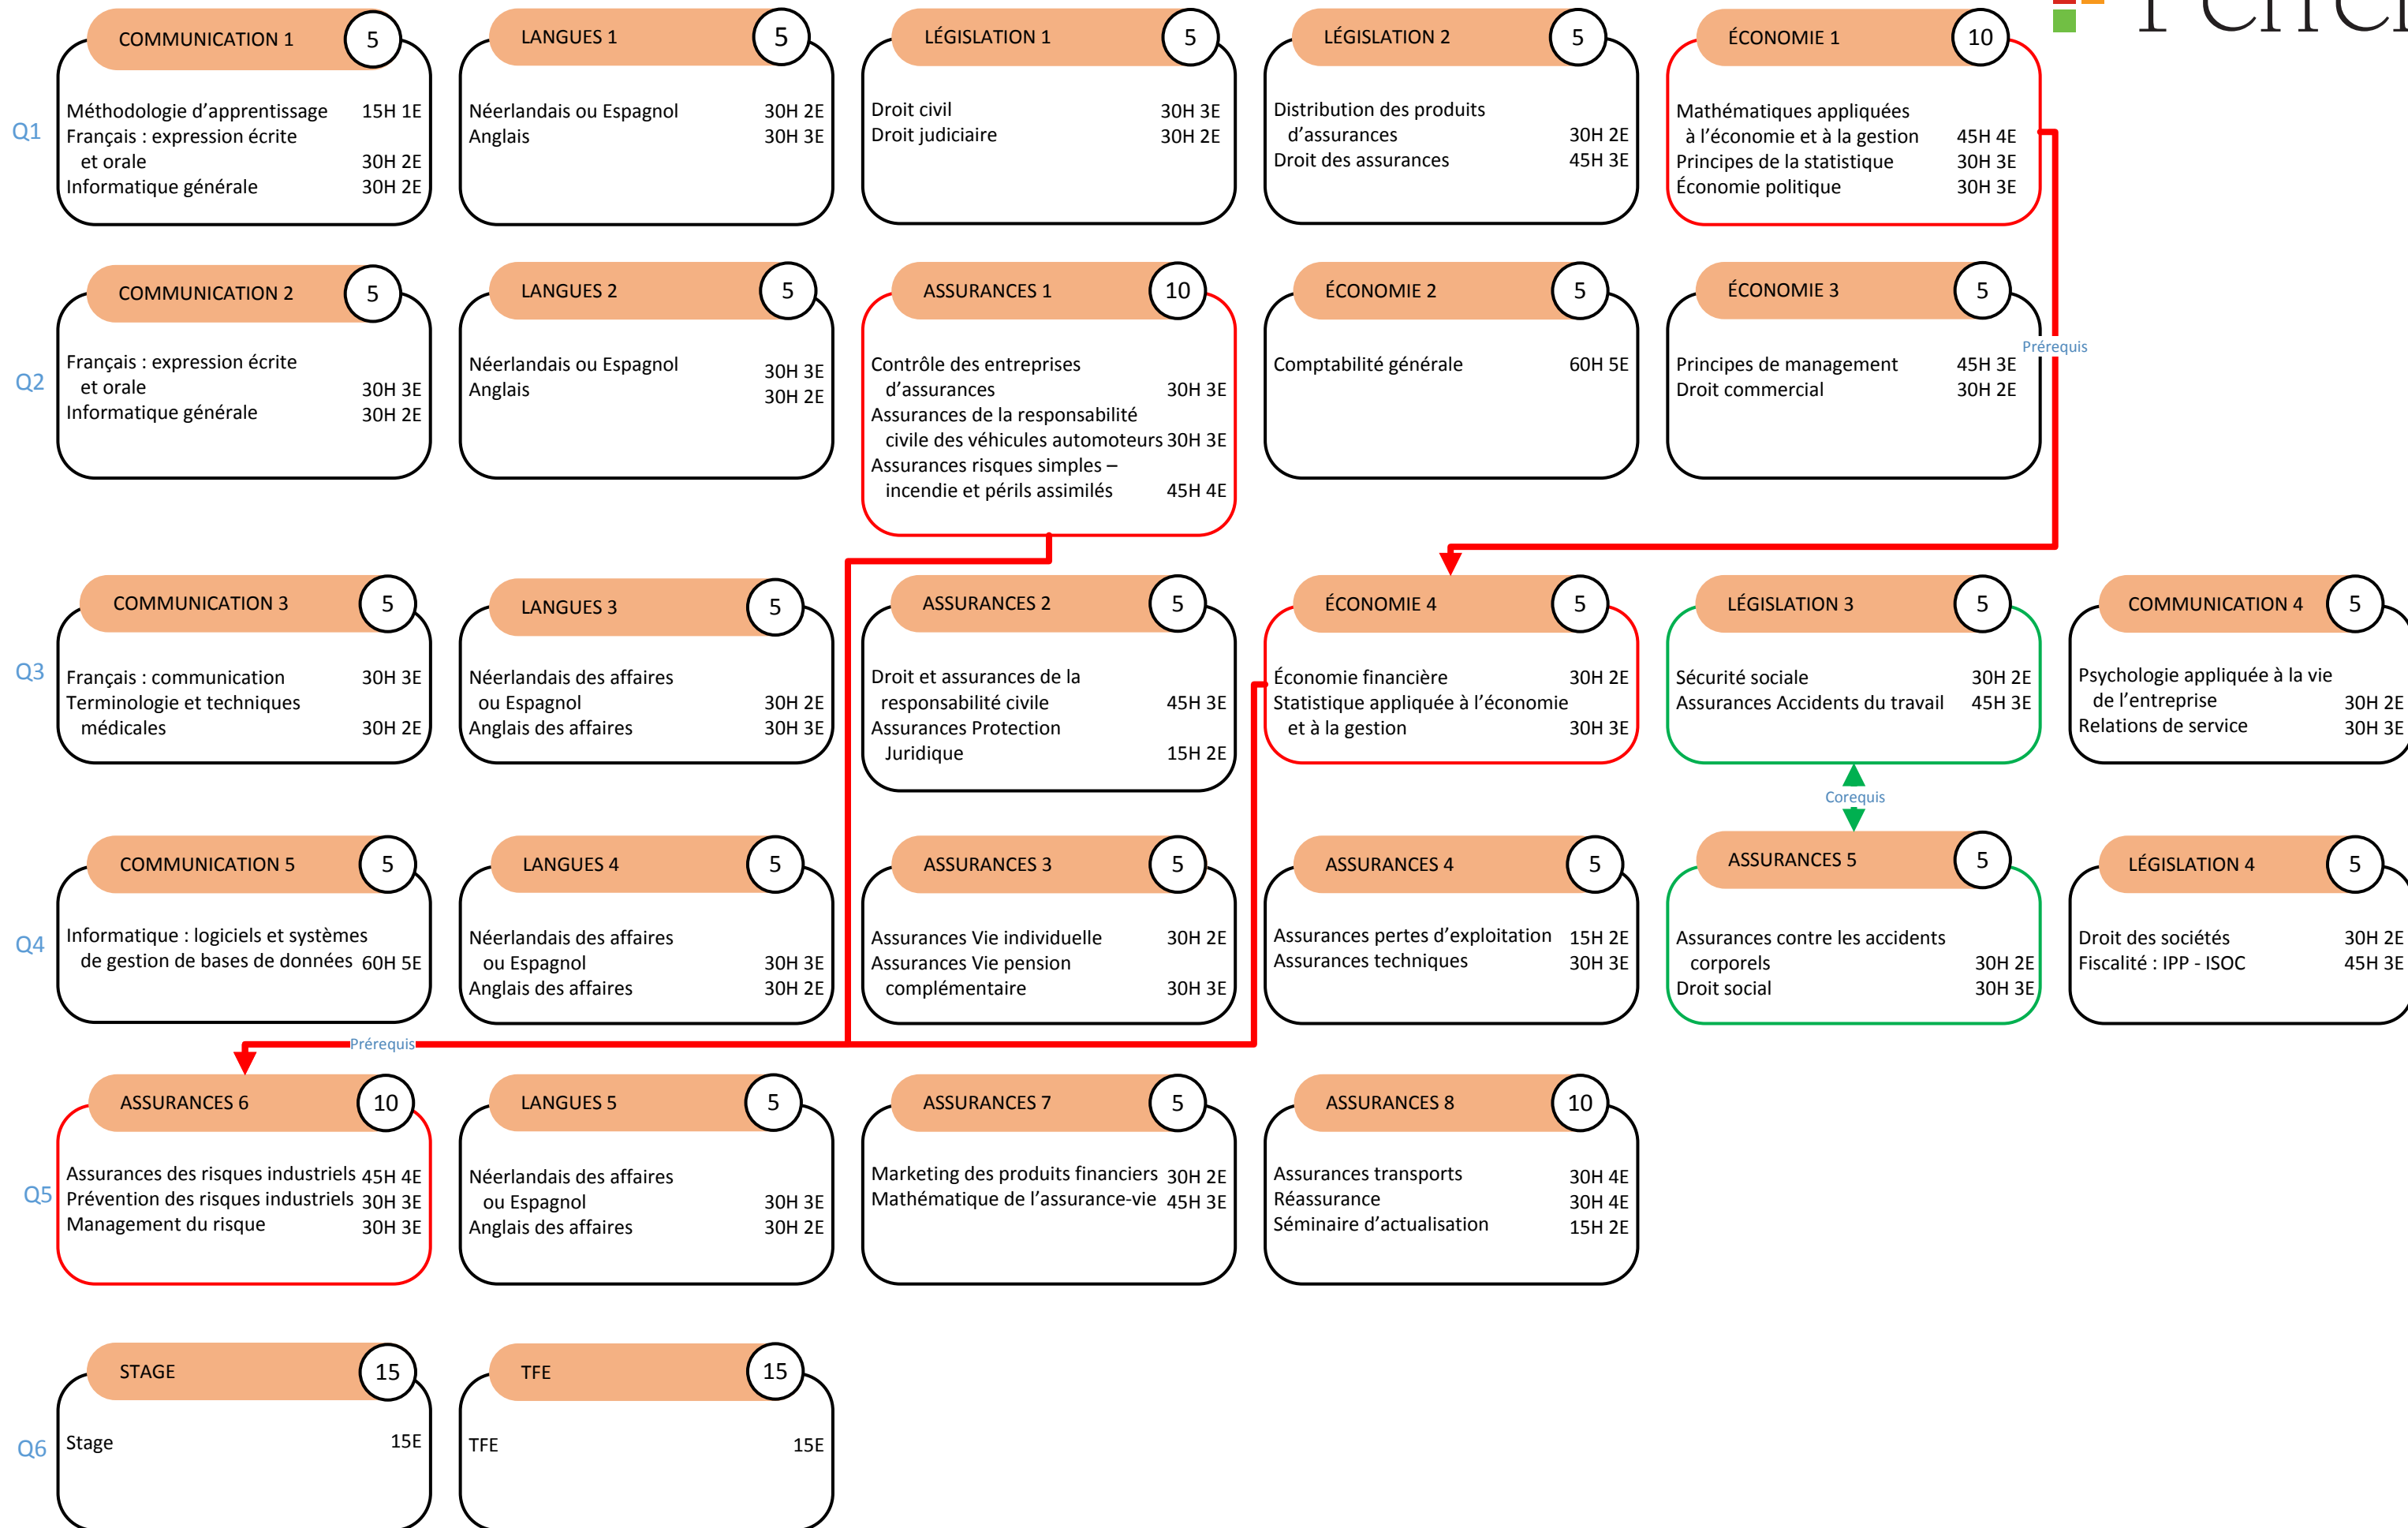 COMMUNICATION 1 5
Méthodologie d'apprentissage 15H 1E
Français : expression écrite
et orale 30H 2E
Informatique générale 30H 2E
LANGUES 1 5
Néerlandais ou Espagnol 30H 2E
Anglais 30H 3E
LÉGISLATION 1 5
Droit civil 30H 3E
Droit judiciaire 30H 2E
LÉGISLATION 2 5
Distribution des produits
d'assurances 30H 2E
Droit des assurances 45H 3E
ÉCONOMIE 1 10
Mathématiques appliquées
à l'économie et à la gestion 45H 4E
Principes de la statistique 30H 3E
Économie politique 30H 3E
Q1
COMMUNICATION 2 5
Français : expression écrite
et orale 30H 3E
Informatique générale 30H 2E
LANGUES 2 5
Néerlandais ou Espagnol 30H 3E
Anglais 30H 2E
ASSURANCES 1 10
Contrôle des entreprises
d'assurances 30H 3E
Assurances de la responsabilité
civile des véhicules automoteurs 30H 3E
Assurances risques simples –
incendie et périls assimilés 45H 4E
ÉCONOMIE 2 5
Comptabilité générale 60H 5E
ÉCONOMIE 3 5
Principes de management 45H 3E
Droit commercial 30H 2E
Prérequis
Q2
COMMUNICATION 3 5
Français : communication 30H 3E
Terminologie et techniques
médicales 30H 2E
LANGUES 3 5
Néerlandais des affaires
ou Espagnol 30H 2E
Anglais des affaires 30H 3E
ASSURANCES 2 5
Droit et assurances de la
responsabilité civile 45H 3E
Assurances Protection
Juridique 15H 2E
ÉCONOMIE 4 5
Économie financière 30H 2E
Statistique appliquée à l'économie
et à la gestion 30H 3E
LÉGISLATION 3 5
Sécurité sociale 30H 2E
Assurances Accidents du travail 45H 3E
COMMUNICATION 4 5
Psychologie appliquée à la vie
de l'entreprise 30H 2E
Relations de service 30H 3E
Q3
Corequis
COMMUNICATION 5 5
Informatique : logiciels et systèmes
de gestion de bases de données 60H 5E
LANGUES 4 5
Néerlandais des affaires
ou Espagnol 30H 3E
Anglais des affaires 30H 2E
ASSURANCES 3 5
Assurances Vie individuelle 30H 2E
Assurances Vie pension
complémentaire 30H 3E
ASSURANCES 4 5
Assurances pertes d'exploitation 15H 2E
Assurances techniques 30H 3E
ASSURANCES 5 5
Assurances contre les accidents
corporels 30H 2E
Droit social 30H 3E
LÉGISLATION 4 5
Droit des sociétés 30H 2E
Fiscalité : IPP - ISOC 45H 3E
Q4
Prérequis
ASSURANCES 6 10
Assurances des risques industriels 45H 4E
Prévention des risques industriels 30H 3E
Management du risque 30H 3E
LANGUES 5 5
Néerlandais des affaires
ou Espagnol 30H 3E
Anglais des affaires 30H 2E
ASSURANCES 7 5
Marketing des produits financiers 30H 2E
Mathématique de l'assurance-vie 45H 3E
ASSURANCES 8 10
Assurances transports 30H 4E
Réassurance 30H 4E
Séminaire d'actualisation 15H 2E
Q5
STAGE 15
Stage 15E
TFE 15
TFE 15E
Q6